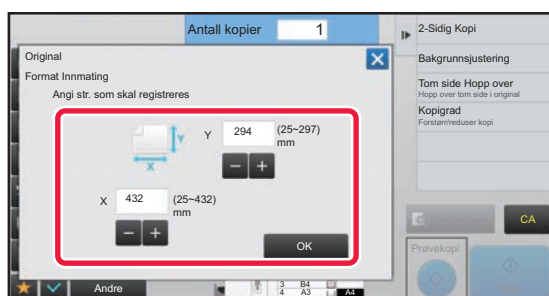 Antall kopier 1
Original
Format Innmating
Angi str. som skal registreres
Y 294 (25~297)
mm
Y
X
X 432 (25~432)
mm
OK
2-Sidig Kopi
Bakgrunnsjustering
Tom side Hopp over
Hopp over tom side i original
Kopigrad
Forstørr/reduser kopi
CA
Prøvekopi
Andre
3 B4
4 A3
A4